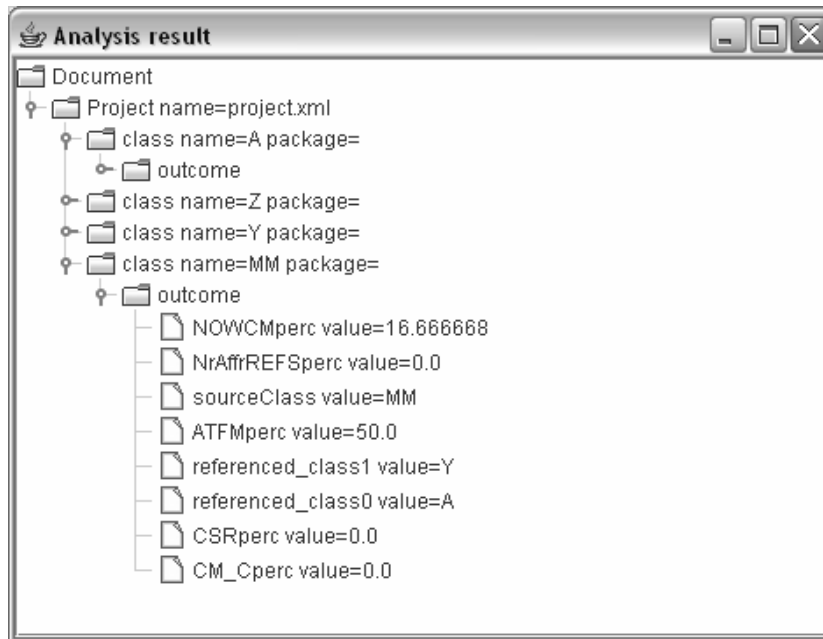 Analysis result
Document
Project name=project.xml
class name=A package=
outcome
class name=Z package=
class name=Y package=
class name=MM package=
outcome
NOWCMperc value=16.666668
NrAffrREFSperc value=0.0
sourceClass value=MM
ATFMperc value=50.0
referenced_class1 value=Y
referenced_class0 value=A
CSRperc value=0.0
CM_Cperc value=0.0